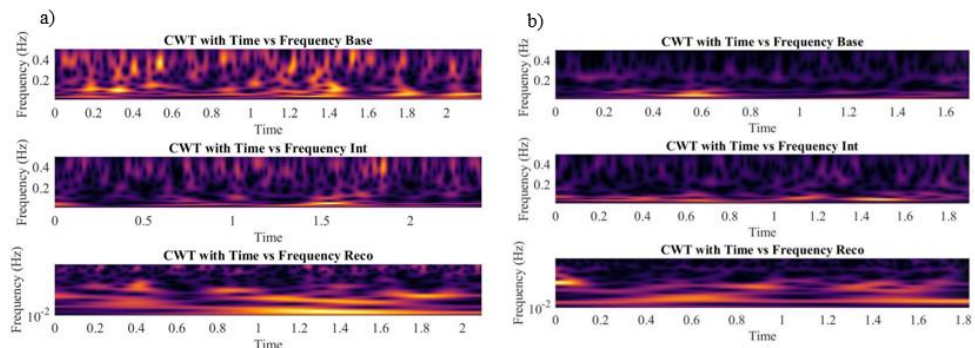 a)
CWT with Time vs Frequency Base
Frequency (Hz)
0.4
0.2
0 0.2 0.4 0.6 0.8 1 1.2 1.4 1.6 1.8 2
Time
CWT with Time vs Frequency Int
Frequency (Hz)
0.4
0.2
0 0.5 1 1.5 2
Time
CWT with Time vs Frequency Reco
Frequency (Hz)
10-2
0 0.2 0.4 0.6 0.8 1 1.2 1.4 1.6 1.8 2
Time
b)
CWT with Time vs Frequency Base
Frequency (Hz)
0.4
0.2
0 0.2 0.4 0.6 0.8 1 1.2 1.4 1.6
Time
CWT with Time vs Frequency Int
Frequency (Hz)
0.4
0.2
0 0.2 0.4 0.6 0.8 1 1.2 1.4 1.6 1.8
Time
CWT with Time vs Frequency Reco
Frequency (Hz)
10-2
0 0.2 0.4 0.6 0.8 1 1.2 1.4 1.6 1.8
Time